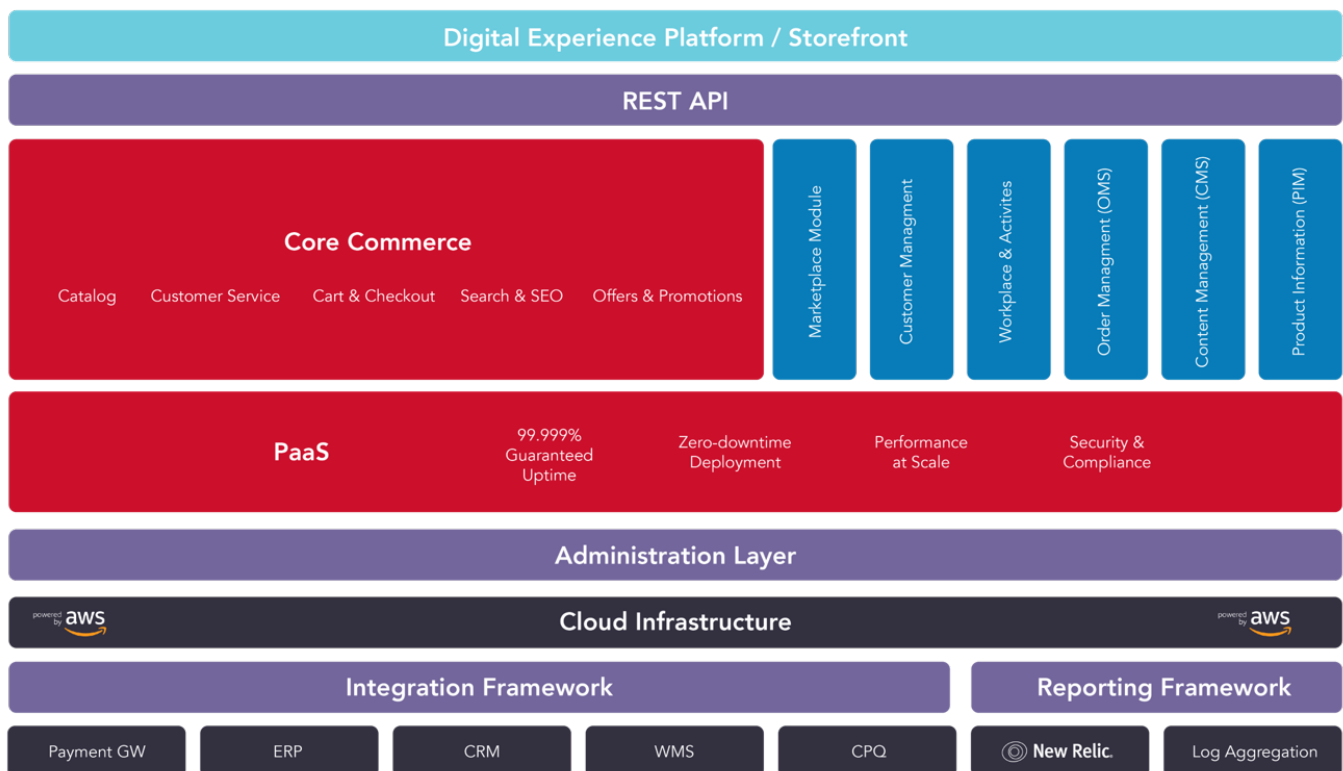 Digital Experience Platform / Storefront
REST API
Core Commerce
Catalog
Customer Service
Cart & Checkout
Search & SEO
Offers & Promotions
Marketplace Module
Customer Managment
Workplace & Activites
Order Managment (OMS)
Content Management (CMS)
Product Information (PIM)
PaaS
99.999%
Guaranteed
Uptime
Zero-downtime
Deployment
Performance
at Scale
Security &
Compliance
Administration Layer
powered
by aws
Cloud Infrastructure
powered
by aws
Integration Framework
Reporting Framework
Payment GW
ERP
CRM
WMS
CPQ
New Relic.
Log Aggregation